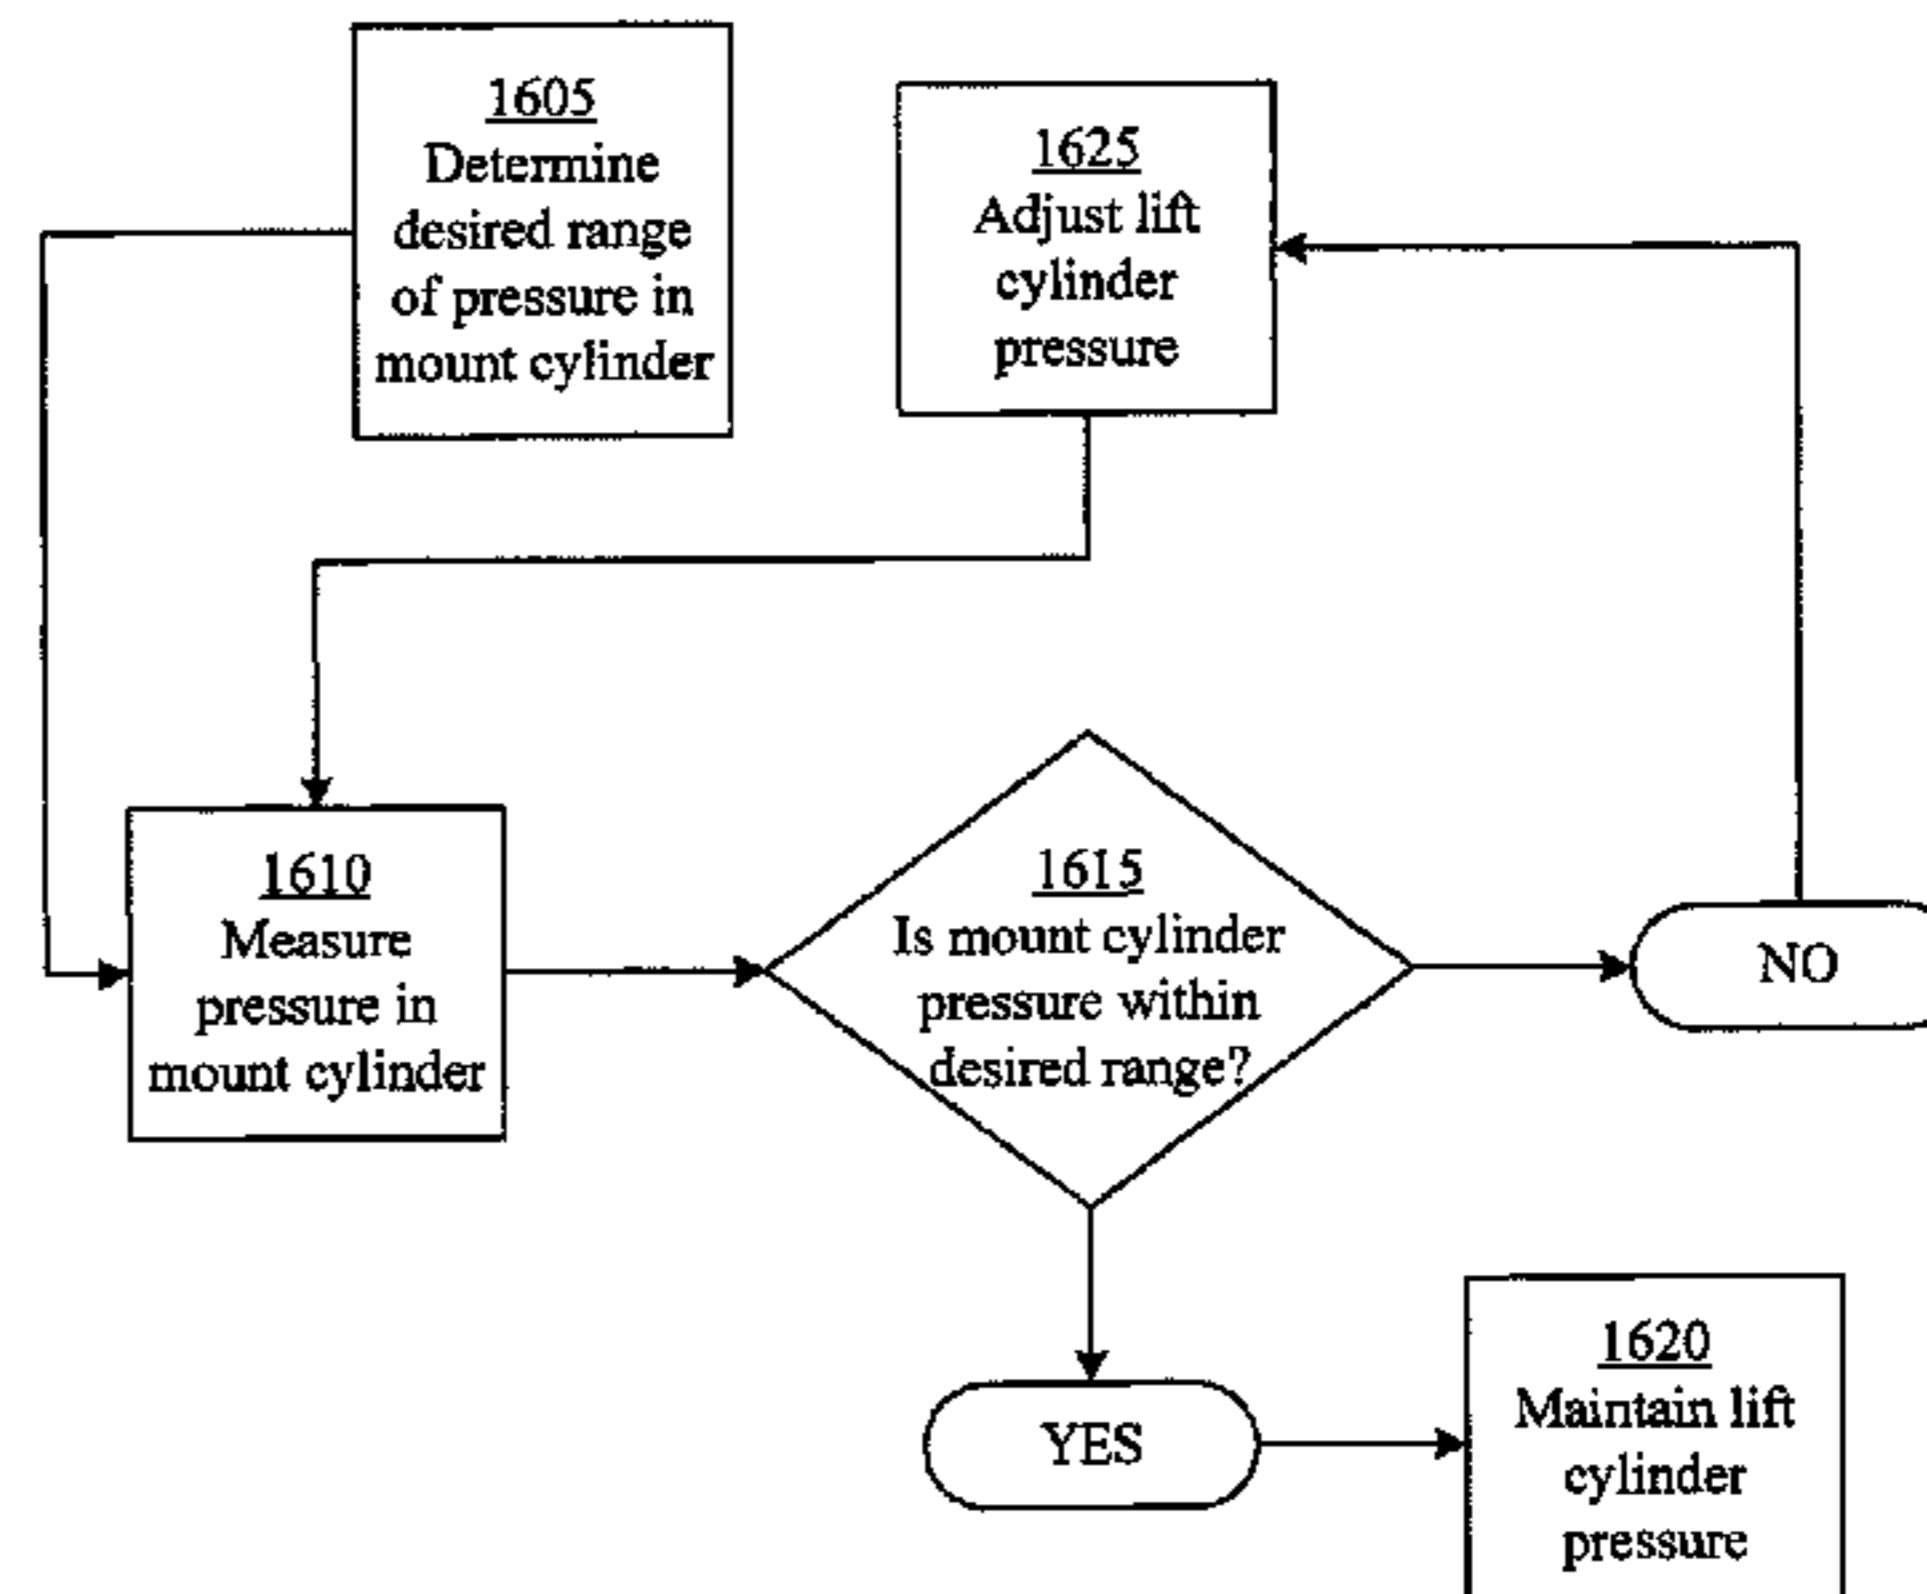 1605
Determine
desired range
of pressure in
mount cylinder
1625
Adjust lift
cylinder
pressure
1610
Measure
pressure in
mount cylinder
1615
Is mount cylinder
pressure within
desired range?
NO
YES
1620
Maintain lift
cylinder
pressure